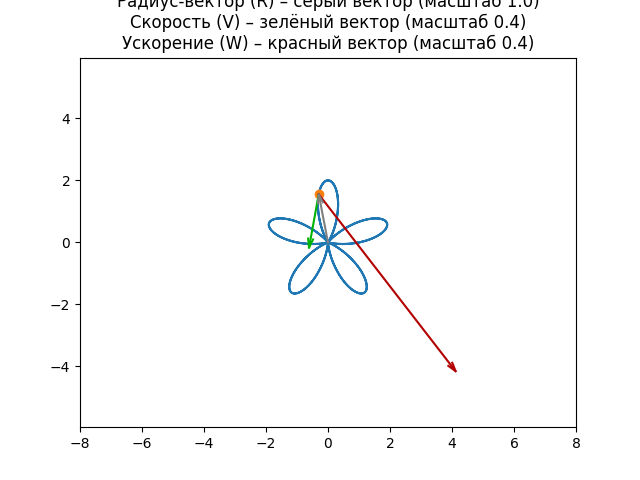 Радиус-вектор (R) – серый вектор (масштаб 1.0)
Скорость (V) – зелёный вектор (масштаб 0.4)
Ускорение (W) – красный вектор (масштаб 0.4)
4
2
0
−2
−4
−8 −6 −4 −2 0 2 4 6 8